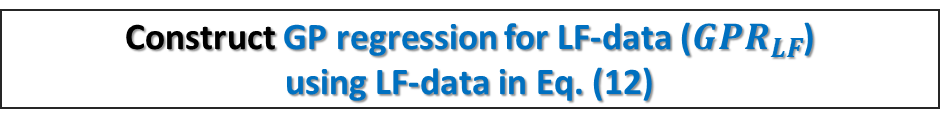 Construct GP regression for LF-data (GPR_LF)
using LF-data in Eq. (12)